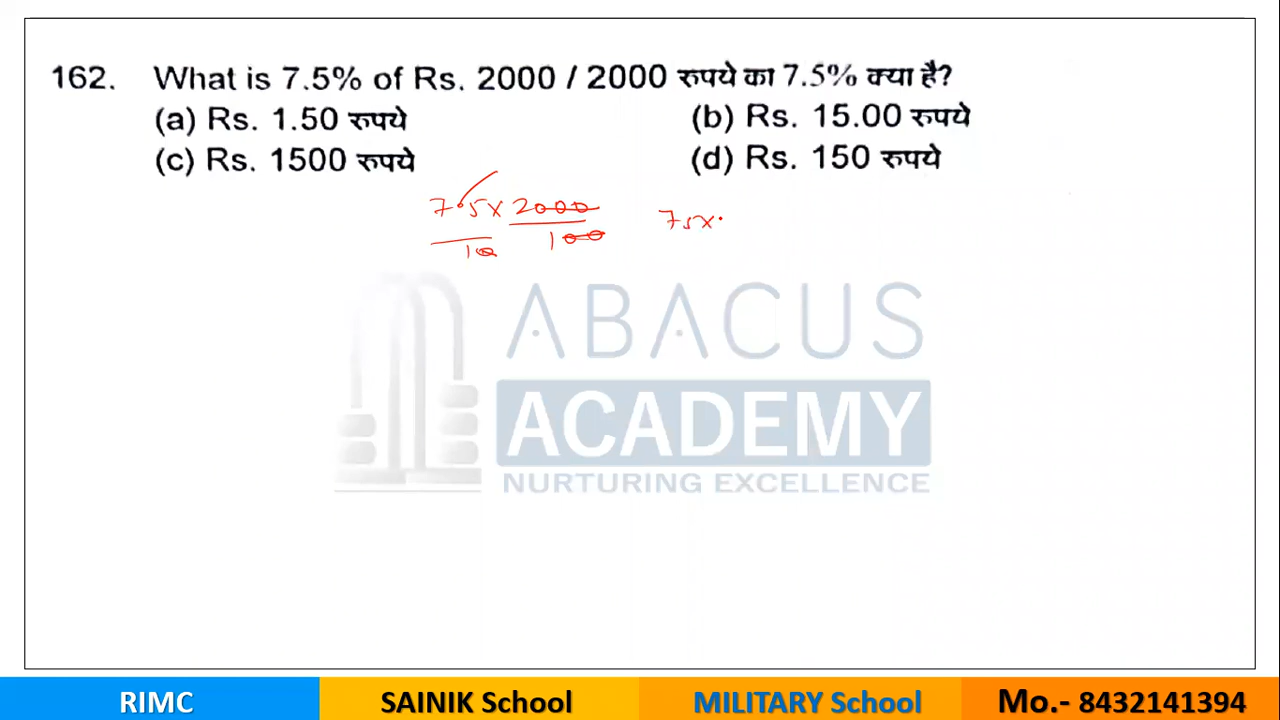 162. What is 7.5% of Rs. 2000 / 2000 रुपये का 7.5% क्या है?
(a) Rs. 1.50 रुपये (b) Rs. 15.00 रुपये
(c) Rs. 1500 रुपये (d) Rs. 150 रुपये
7.5x 2000 75x
10 100
ABACUS
ACADEMY
NURTURING EXCELLENCE
RIMC SAINIK School MILITARY School Mo.- 8432141394